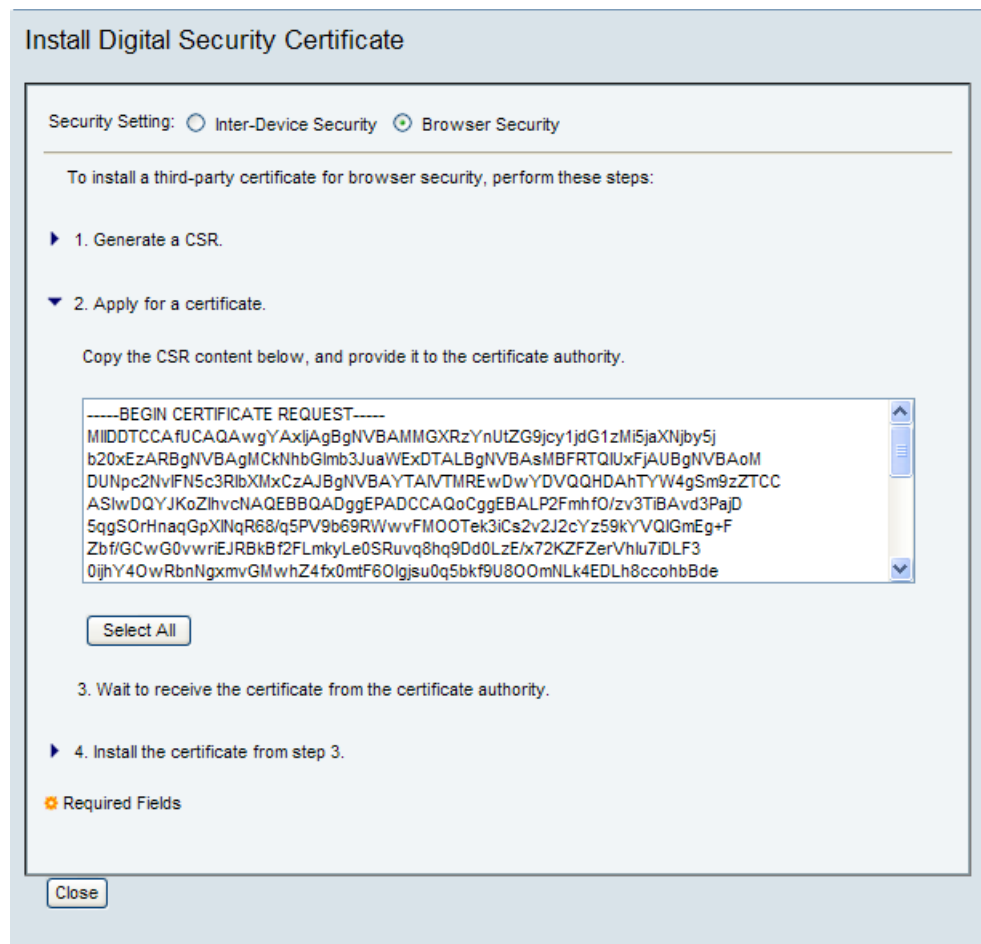 Install Digital Security Certificate
Security Setting: Inter-Device Security Browser Security
To install a third-party certificate for browser security, perform these steps:
1. Generate a CSR.
2. Apply for a certificate.
Copy the CSR content below, and provide it to the certificate authority.
-----BEGIN CERTIFICATE REQUEST-----
MIIDDTCCAfUCAQAwgYAxIjAgBgNVBAMMGXRzYnUtZG9jcy1jdG1zMi5jaXNjby5j
b20xEzARBgNVBAgMCkNhbGlmb3JuaWExDTALBgNVBAsMBFRTQlUxFjAUBgNVBAoM
DUNpc2NvIFN5c3RlbXMxCzAJBgNVBAYTAlVTMREwDwYDVQQHDAhTYW4gSm9zZTCC
ASIwDQYJKoZIhvcNAQEBBQADggEPADCCAQoCggEBALP2FmhfO/zv3TiBAvd3PajD
5qgSOrHnaqGpXlNqR68/q5PV9b69RWwvFMOOTek3iCs2v2J2cYz59kYVQIGmEg+F
Zbf/GCwG0vwriEJRBkBf2FLmkyLe0SRuvq8hq9Dd0LzE/x72KZFZerVhlu7iDLF3
0ijhY4OwRbnNgxmvGMwhZ4fx0mtF6Olgjsu0q5bkf9U8OOmNLk4EDLh8ccohbBde
Select All
3. Wait to receive the certificate from the certificate authority.
4. Install the certificate from step 3.
Required Fields
Close